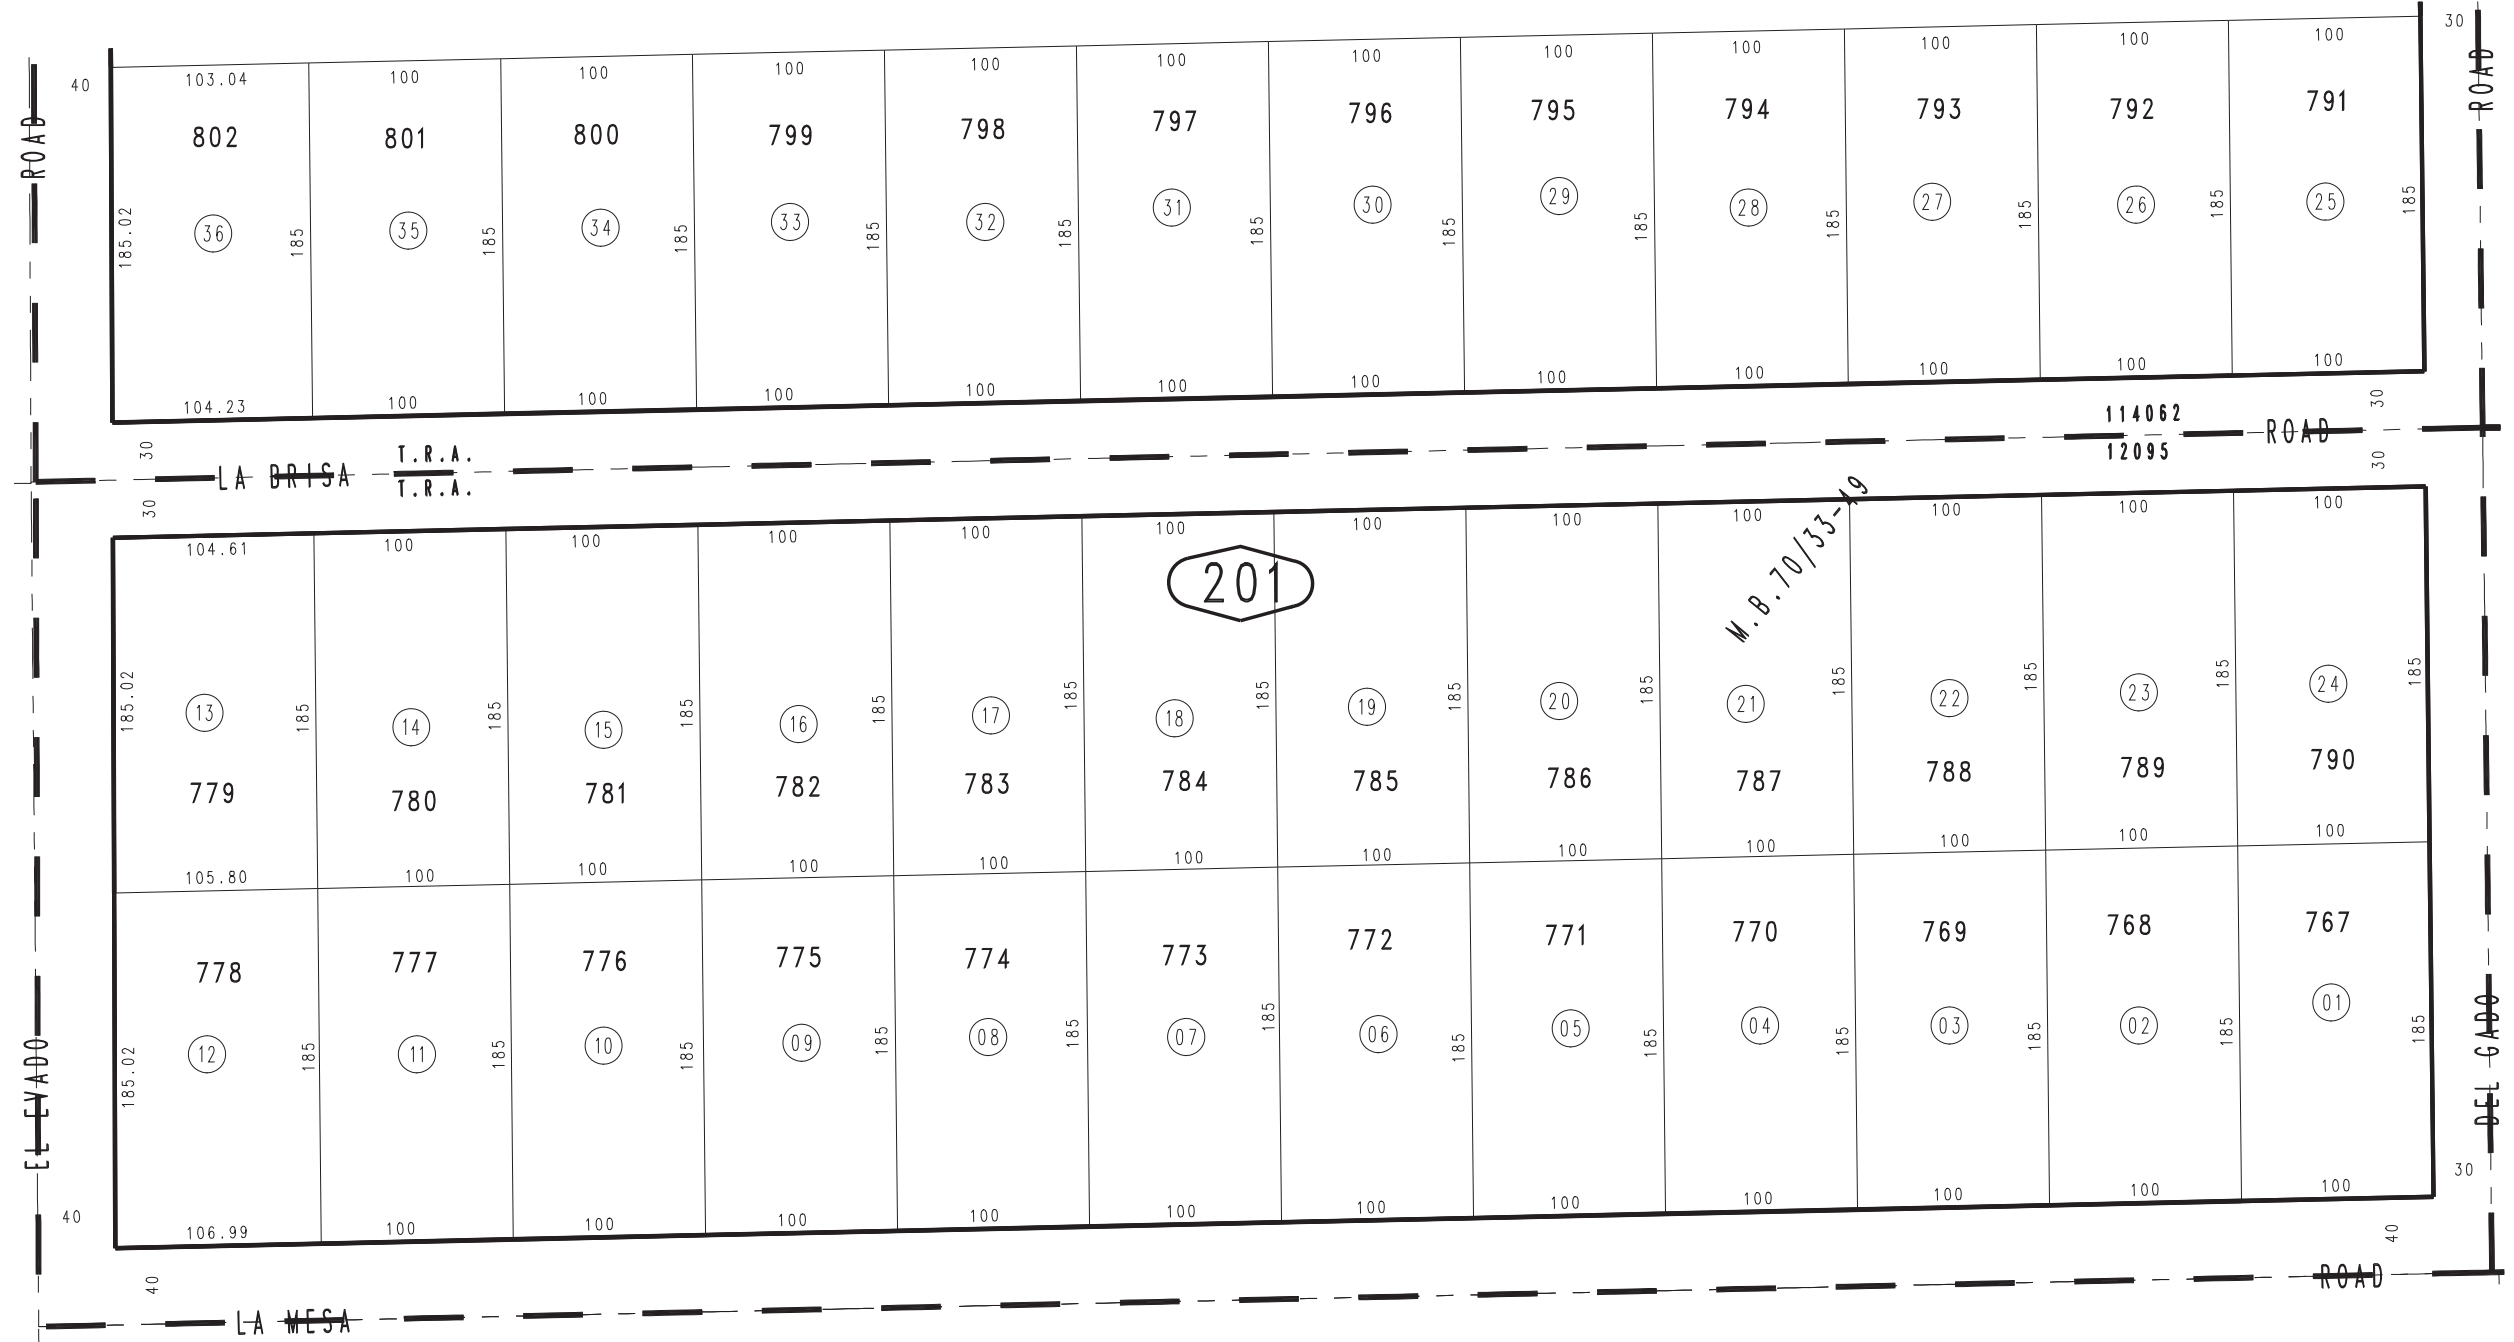 40 103.04 100 100 100 100 100 100 100 100 100 100 100 30
ROAD 802 801 800 799 798 797 796 795 794 793 792 791 ROAD
36 35 34 33 32 31 30 29 28 27 26 25
185.02 185 185 185 185 185 185 185 185 185 185 185 185
104.23 100 100 100 100 100 100 100 100 100 100 100
30 30
T.R.A. 114062
LA BRISA ROAD
T.R.A. 12095
30 30
104.61 100 100 100 100 100 100 100 100 100 100 100
201
M.B.70/33-49
185.02 185 185 185 185 185 185 185 185 185 185 185 185
13 14 15 16 17 18 19 20 21 22 23 24
779 780 781 782 783 784 785 786 787 788 789 790
105.80 100 100 100 100 100 100 100 100 100 100 100
778 777 776 775 774 773 772 771 770 769 768 767
12 11 10 09 08 07 06 05 04 03 02 01
185.02 185 185 185 185 185 185 185 185 185 185 185 185
EL EVADO DEL GADO
40 30
106.99 100 100 100 100 100 100 100 100 100 100 100
40 40
LA MESA ROAD